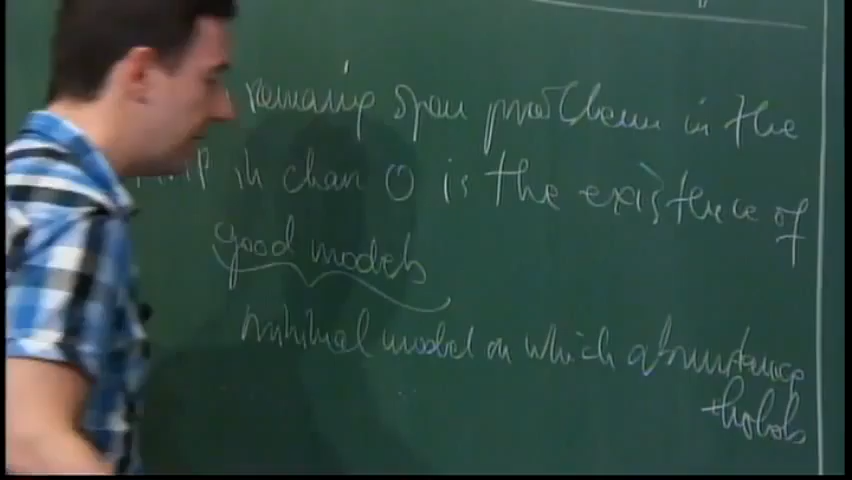 remaining open problem in the
in char 0 is the existence of
good models
minimal model on which abundance
holds